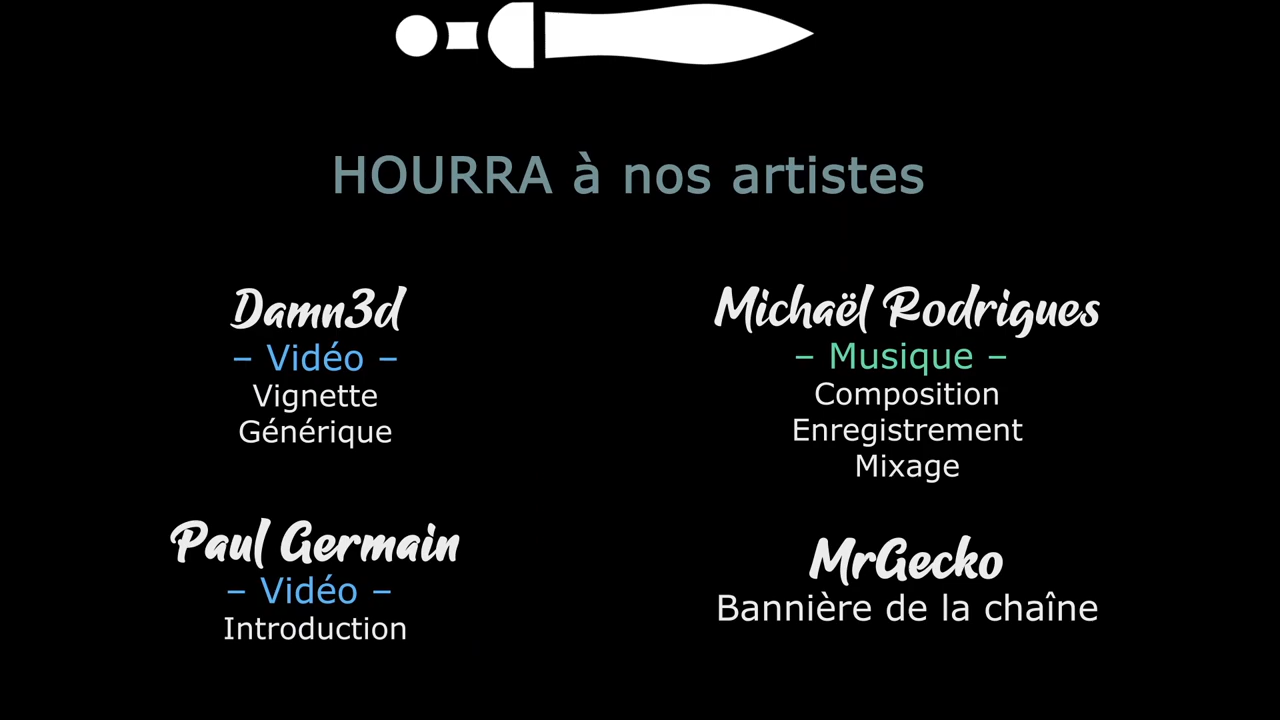 HOURRA à nos artistes
Damn3d
– Vidéo –
Vignette
Générique
Michaël Rodrigues
– Musique –
Composition
Enregistrement
Mixage
Paul Germain
– Vidéo –
Introduction
MrGecko
Bannière de la chaîne